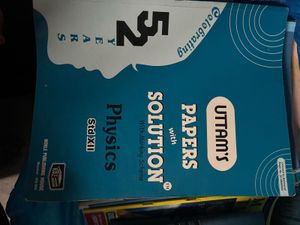 Celebrating
52
YEARS
UTTAM'S
PAPERS
with
SOLUTION
Physics
Std XII